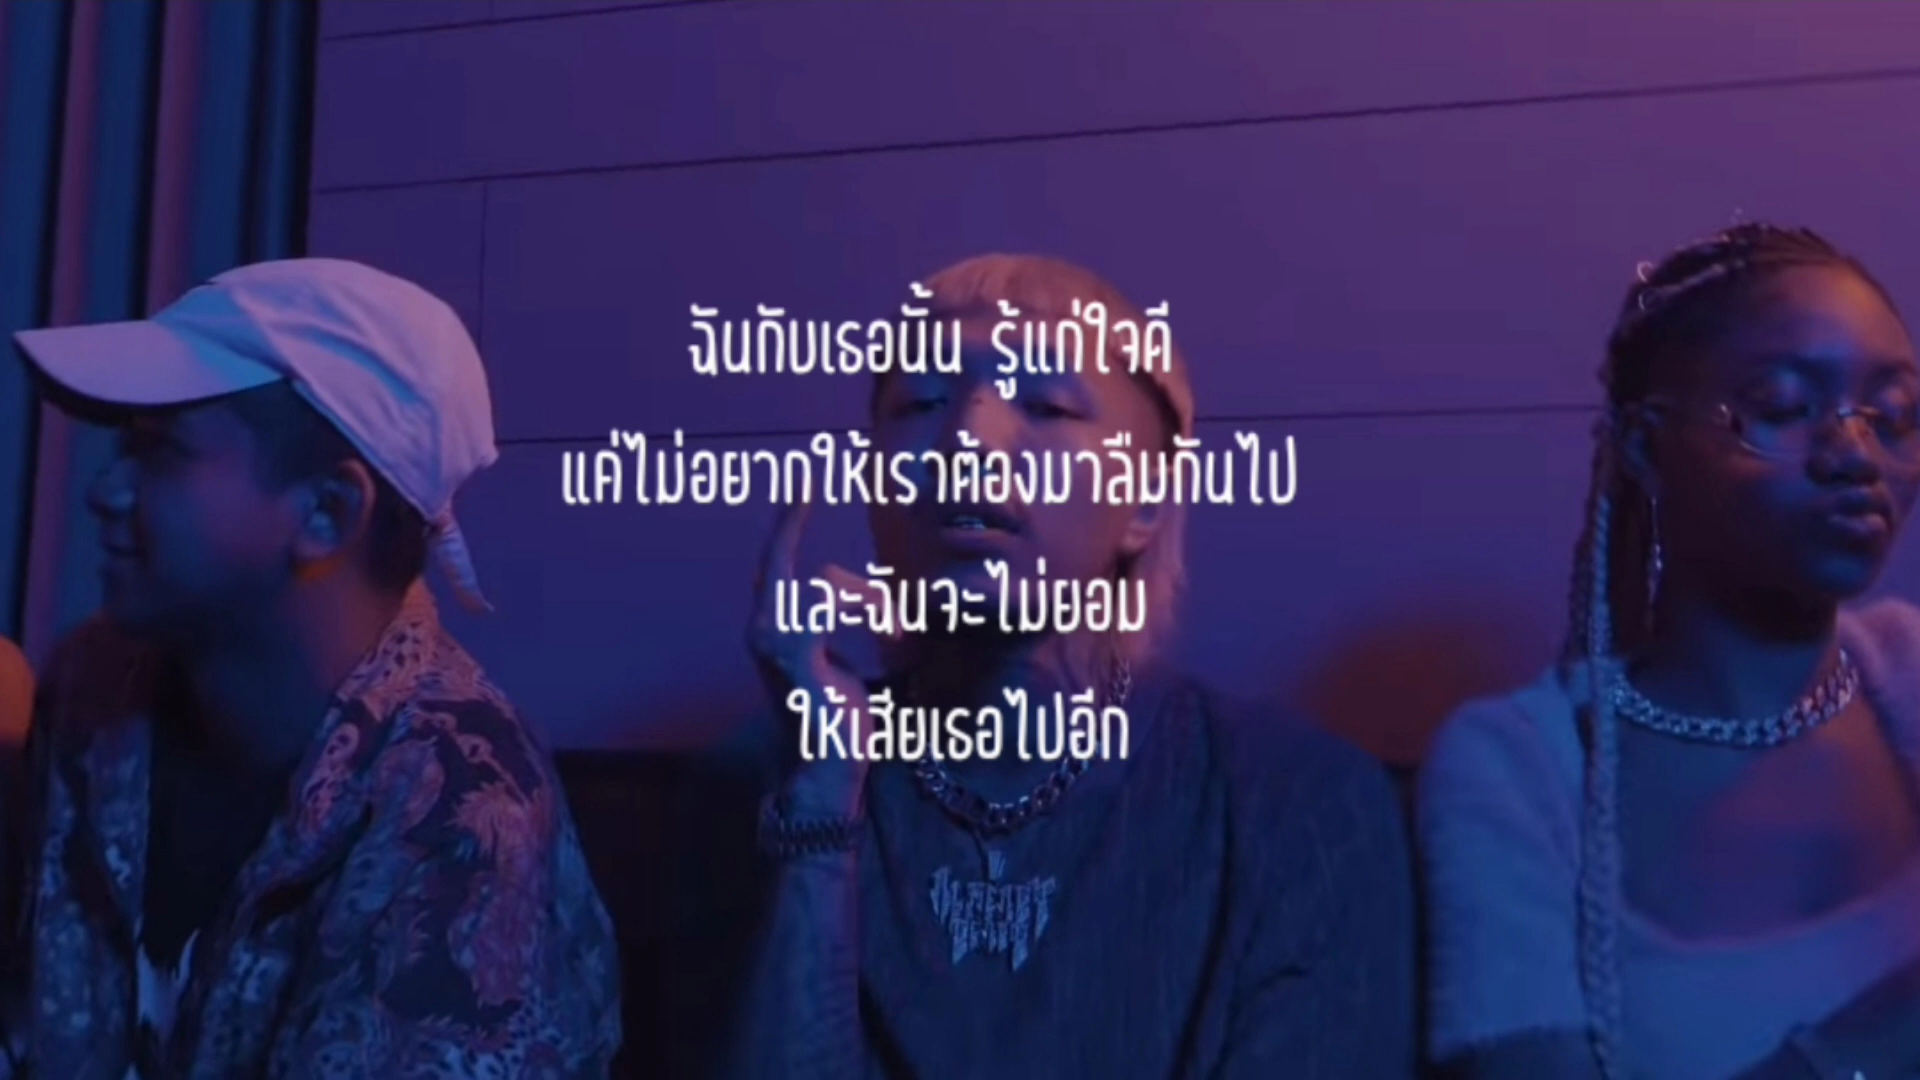 ฉันกับเธอนั้น รู้แก่ใจดี
แค่ไม่อยากให้เราต้องมาลืมกันไป
และฉันจะไม่ยอม
ให้เสียเธอไปอีก